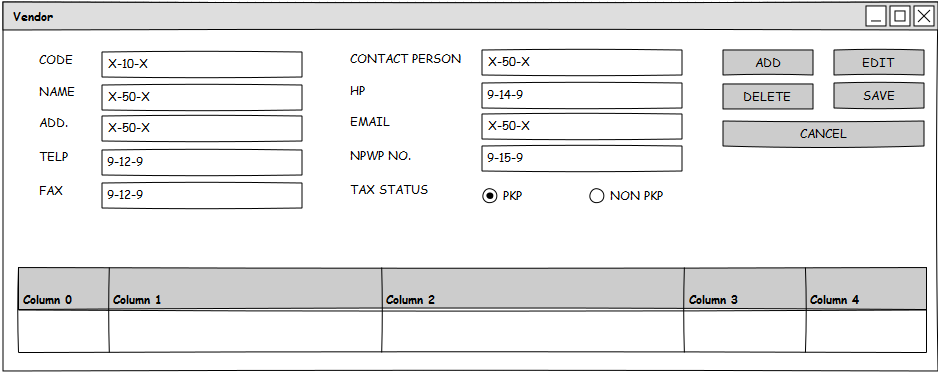 Vendor
CODE X-10-X CONTACT PERSON X-50-X ADD EDIT
NAME X-50-X HP 9-14-9 DELETE SAVE
ADD. X-50-X EMAIL X-50-X CANCEL
TELP 9-12-9 NPWP NO. 9-15-9
FAX 9-12-9 TAX STATUS PKP NON PKP
Column 0 Column 1 Column 2 Column 3 Column 4